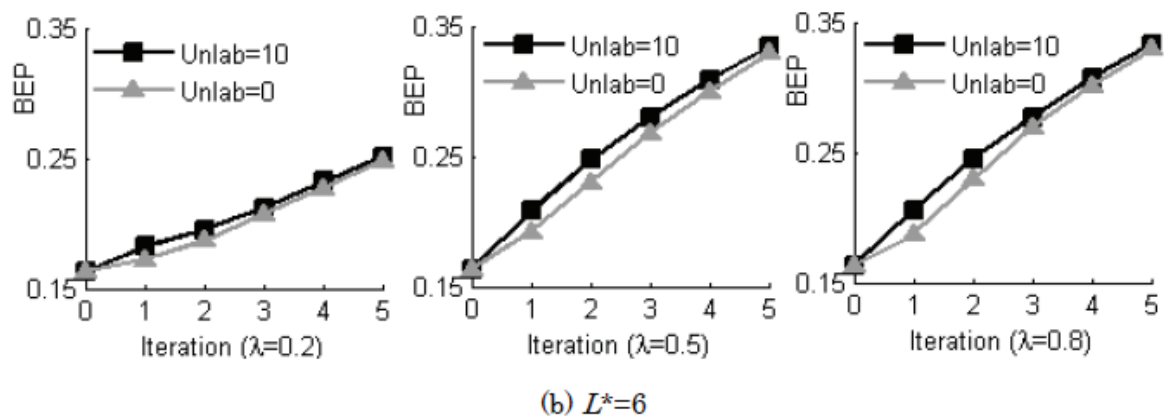 0.35
Unlab=10
Unlab=0
BEP
0.25
0.15
0 1 2 3 4 5
Iteration (λ=0.2)
0.35
Unlab=10
Unlab=0
BEP
0.25
0.15
0 1 2 3 4 5
Iteration (λ=0.5)
0.35
Unlab=10
Unlab=0
BEP
0.25
0.15
0 1 2 3 4 5
Iteration (λ=0.8)
(b) L*=6